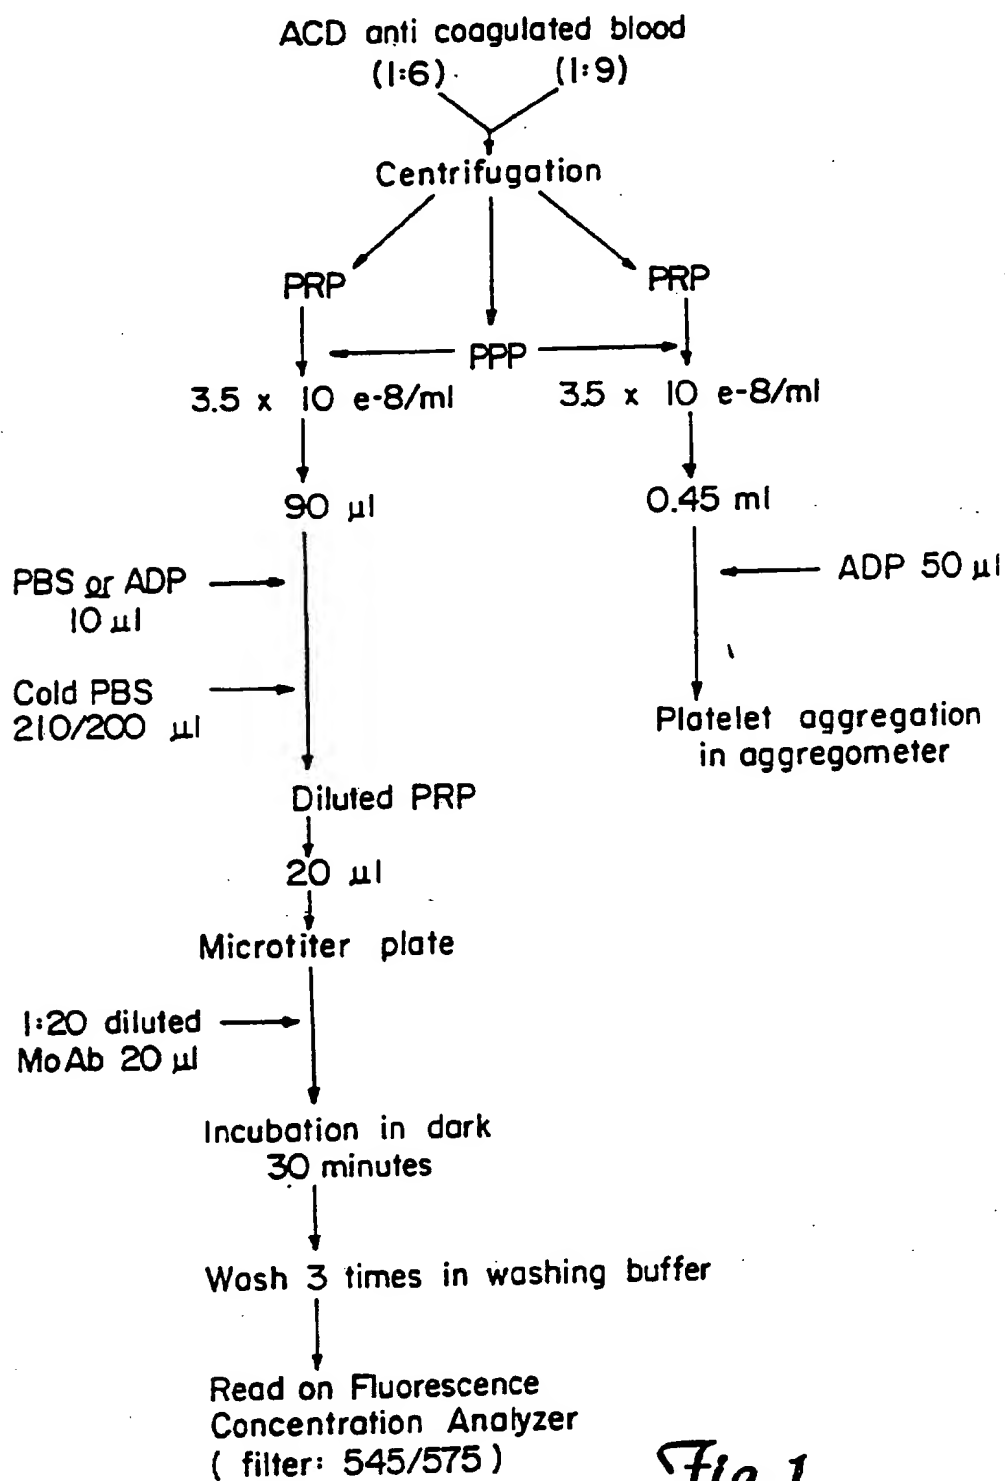 ACD anti coagulated blood
(1:6) (1:9)
Centrifugation
PRP
PRP
PPP
3.5 x 10 e-8/ml
3.5 x 10 e-8/ml
90 µl
0.45 ml
PBS or ADP
10 µl
ADP 50 µl
Cold PBS
210/200 µl
Platelet aggregation
in aggregometer
Diluted PRP
20 µl
Microtiter plate
1:20 diluted
MoAb 20 µl
Incubation in dark
30 minutes
Wash 3 times in washing buffer
Read on Fluorescence
Concentration Analyzer
( filter: 545/575 )
Fig. 1